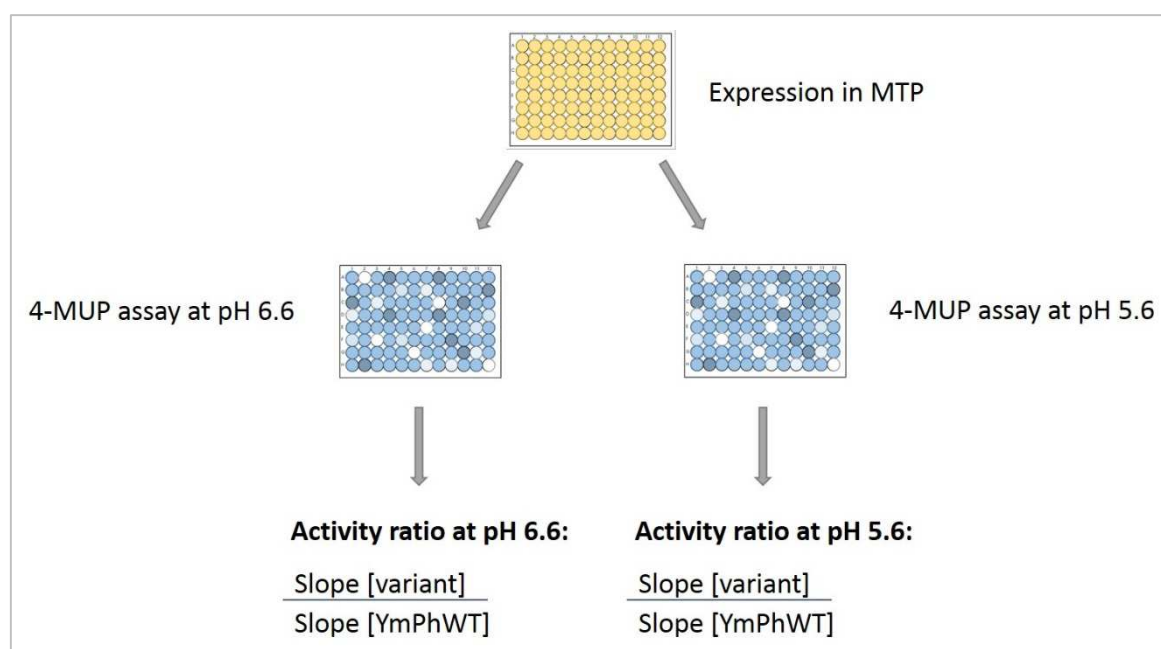 Expression in MTP
4-MUP assay at pH 6.6
4-MUP assay at pH 5.6
Activity ratio at pH 6.6:
Activity ratio at pH 5.6:
Slope [variant]
Slope [variant]
Slope [YmPhWT]
Slope [YmPhWT]